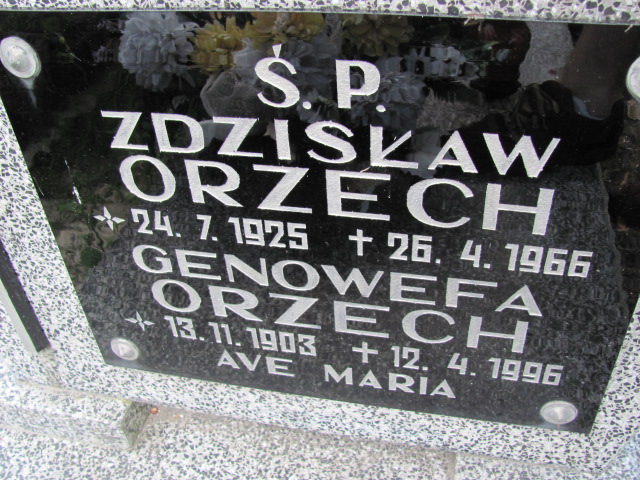 Ś. P.
ZDZISŁAW
ORZECH
24. 7. 1925 26. 4. 1966
GENOWEFA
ORZECH
13. 11. 1903 12. 4. 1996
AVE MARIA